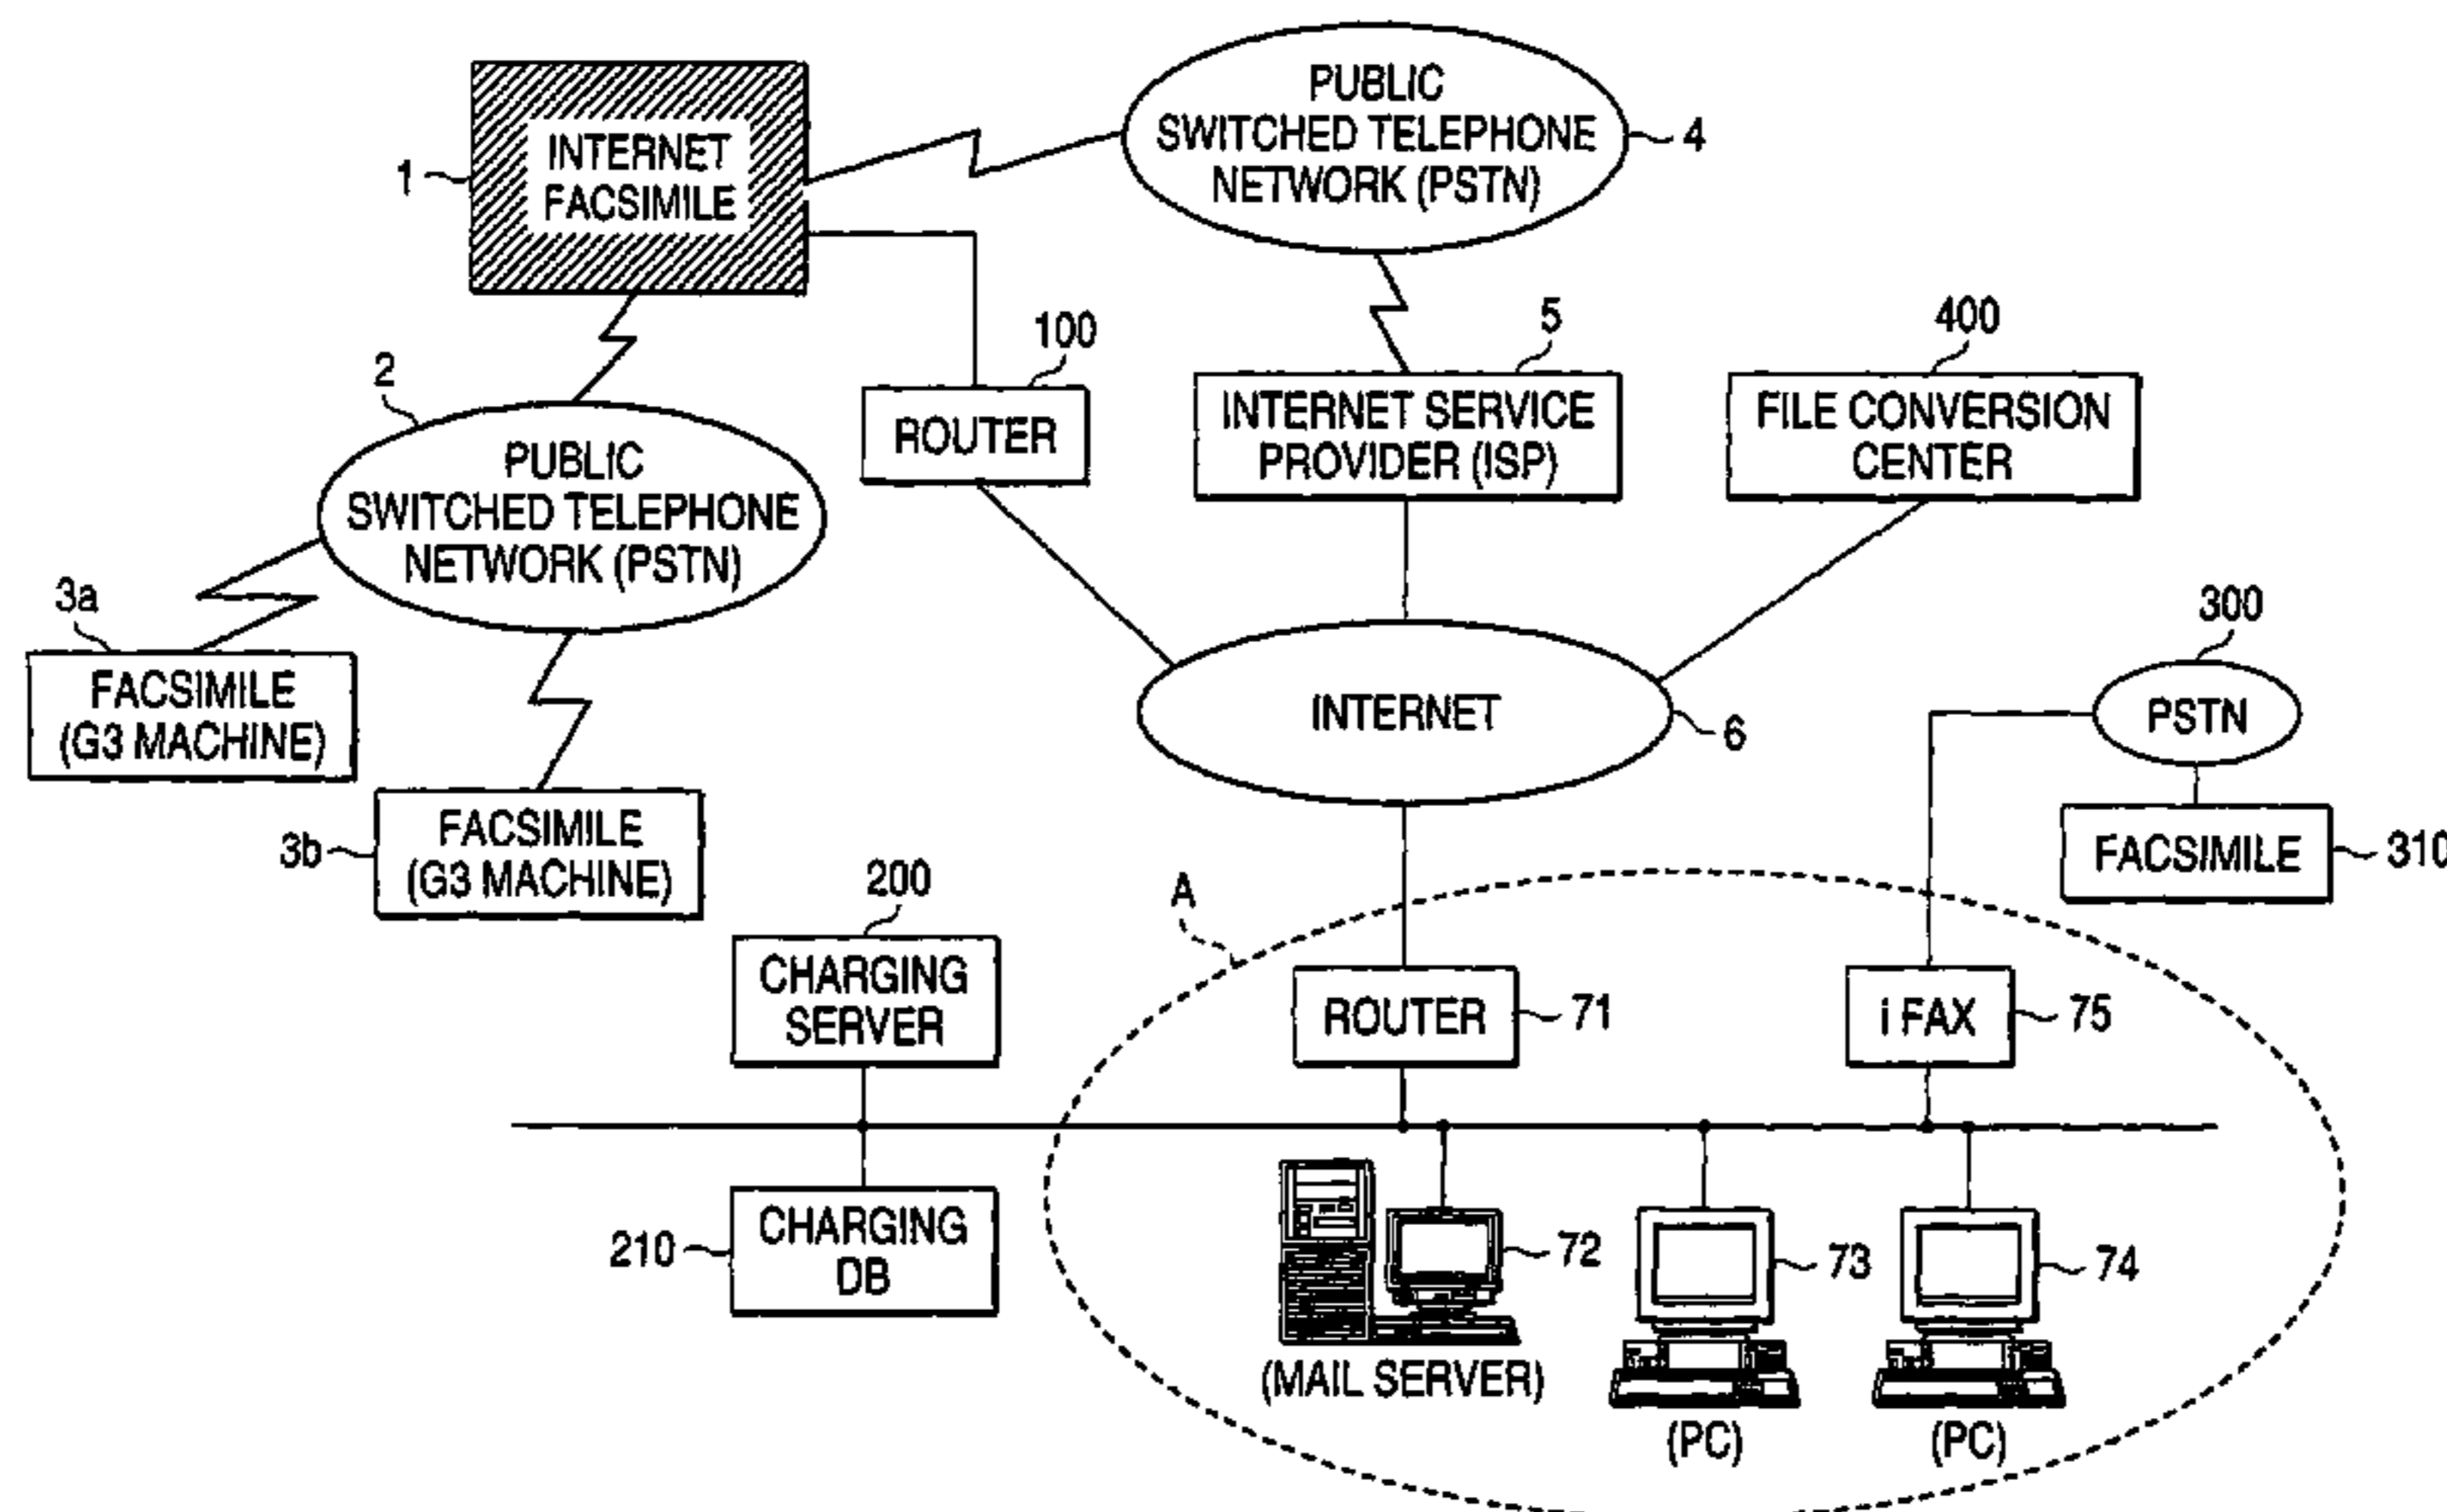 PUBLIC
SWITCHED TELEPHONE
NETWORK (PSTN)
4
1
INTERNET
FACSIMILE
100
ROUTER
5
INTERNET SERVICE
PROVIDER (ISP)
400
FILE CONVERSION
CENTER
2
PUBLIC
SWITCHED TELEPHONE
NETWORK (PSTN)
3a
FACSIMILE
(G3 MACHINE)
3b
FACSIMILE
(G3 MACHINE)
INTERNET
6
300
PSTN
FACSIMILE
310
A
200
CHARGING
SERVER
ROUTER
71
i FAX
75
210
CHARGING
DB
72
(MAIL SERVER)
73
(PC)
74
(PC)